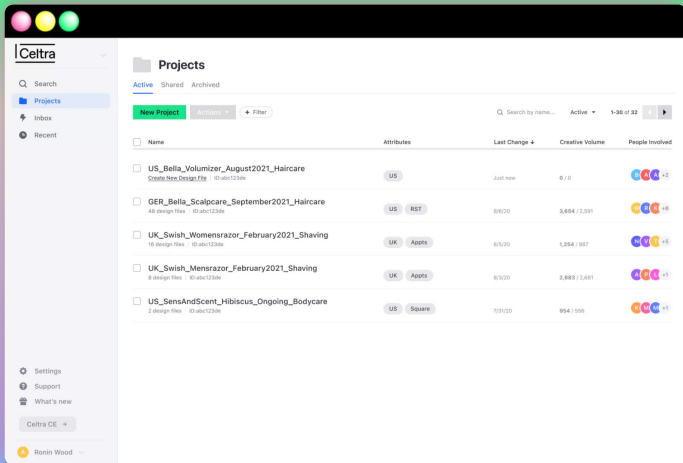 Celtra
Search
Projects
Inbox
Recent
Settings
Support
What's new
Celtra CE →
A Ronin Wood
Projects
Active Shared Archived
New Project Actions + Filter Search by name... Active 1-36 of 32
Name Attributes Last Change ↓ Creative Volume People Involved
US_Bella_Volumizer_August2021_Haircare
Create New Design File | ID:abc123de US Just now 0 / 0 B A A +2
GER_Bella_Scalpcare_September2021_Haircare
48 design files | ID:abc123de US RST 8/6/20 3,654 / 2,591 R K +8
UK_Swish_Womensrazor_February2021_Shaving
16 design files | ID:abc123de UK Appts 8/5/20 1,254 / 987 N V T +5
UK_Swish_Mensrazor_February2021_Shaving
8 design files | ID:abc123de UK Appts 8/3/20 2,683 / 2,681 A P L +1
US_SensAndScent_Hibiscus_Ongoing_Bodycare
2 design files | ID:abc123de US Square 7/31/20 954 / 556 K M M +1